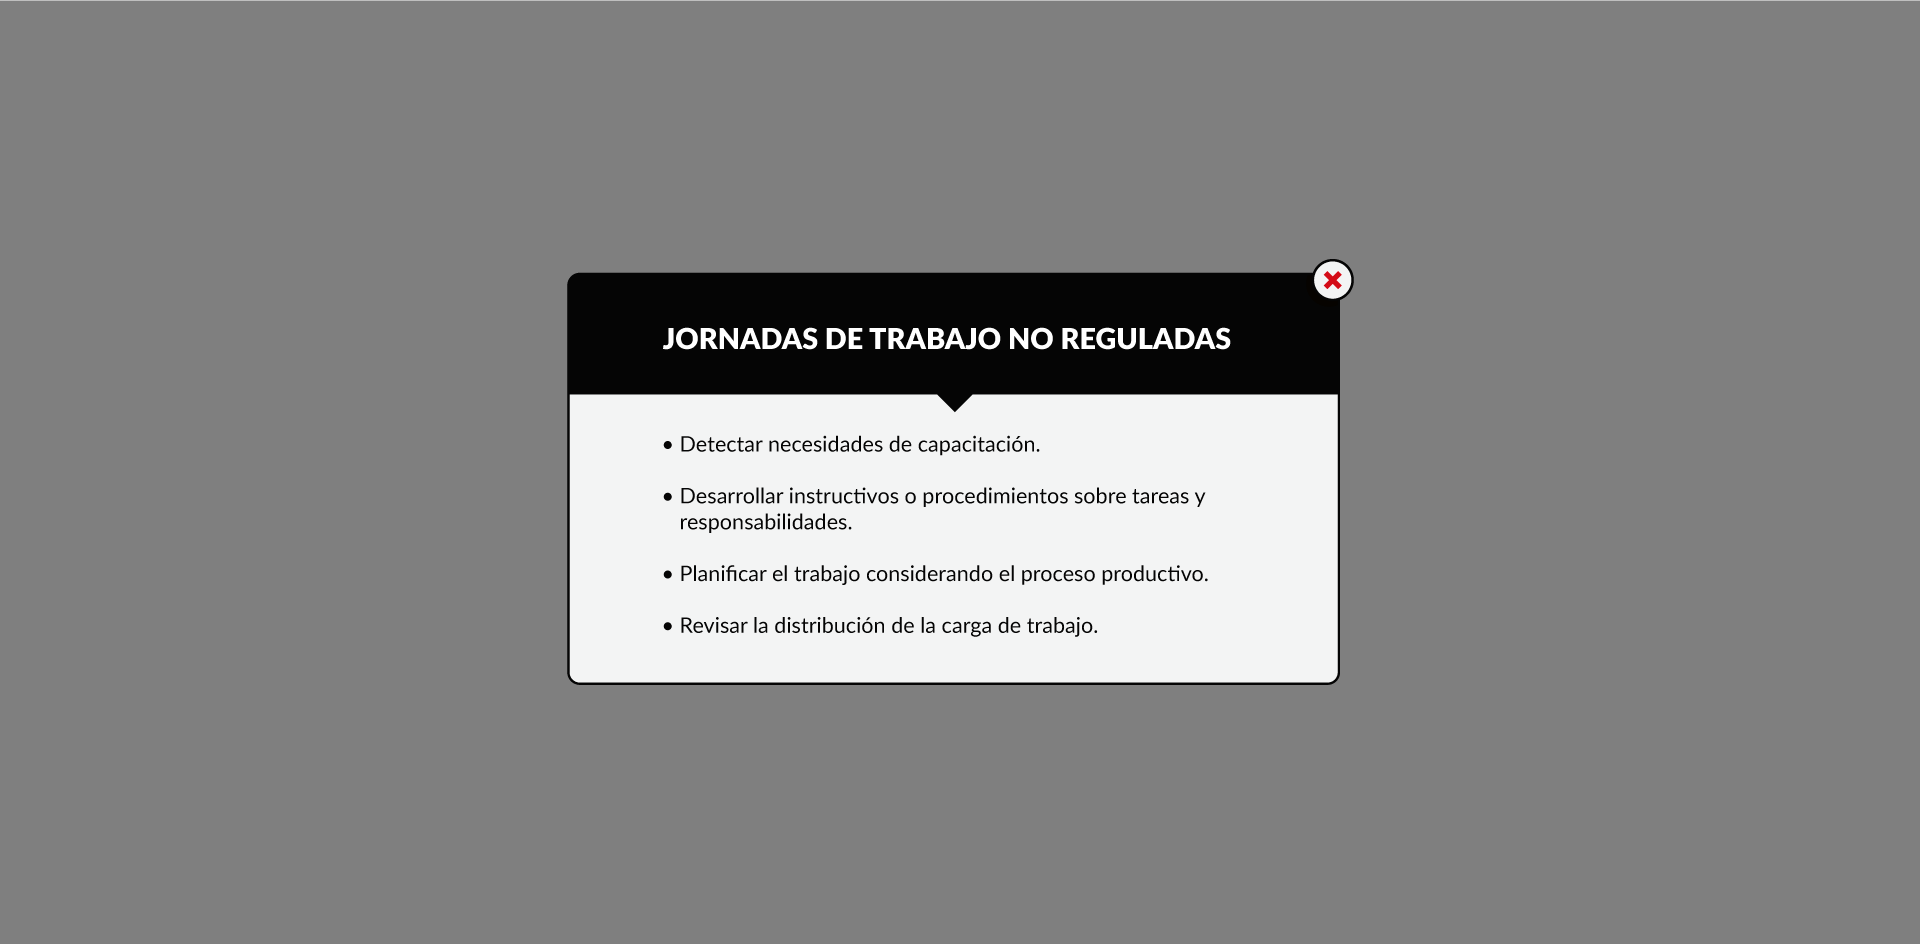 JORNADAS DE TRABAJO NO REGULADAS
• Detectar necesidades de capacitación.
• Desarrollar instructivos o procedimientos sobre tareas y
responsabilidades.
• Planificar el trabajo considerando el proceso productivo.
• Revisar la distribución de la carga de trabajo.